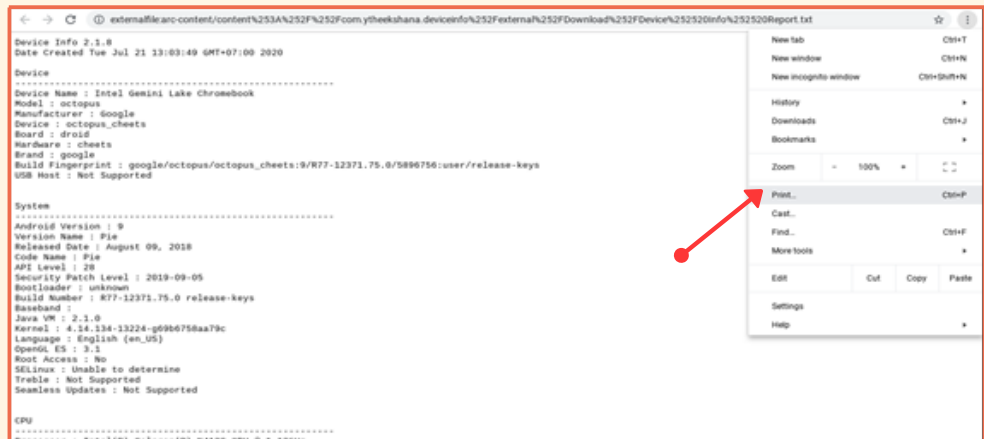 externalfile:arc-content/content%253A%252F%252Fcom.ytheekshana.deviceinfo%252Fexternal%252FDownload%252FDevice%252520Info%252520Report.txt
Device Info 2.1.8
Date Created Tue Jul 21 13:03:49 GMT+07:00 2020
Device
------------------------------------------------------------
Device Name : Intel Gemini Lake Chromebook
Model : octopus
Manufacturer : Google
Device : octopus_cheets
Board : droid
Hardware : cheets
Brand : google
Build Fingerprint : google/octopus/octopus_cheets:9/R77-12371.75.0/5896756:user/release-keys
USB Host : Not Supported
System
------------------------------------------------------------
Android Version : 9
Version Name : Pie
Released Date : August 09, 2018
Code Name : Pie
API Level : 28
Security Patch Level : 2019-09-05
Bootloader : unknown
Build Number : R77-12371.75.0 release-keys
Baseband :
Java VM : 2.1.0
Kernel : 4.14.134-13224-g69b6758aa79c
Language : English (en_US)
OpenGL ES : 3.1
Root Access : No
SELinux : Unable to determine
Treble : Not Supported
Seamless Updates : Not Supported
CPU
------------------------------------------------------------
New tab Ctrl+T
New window Ctrl+N
New incognito window Ctrl+Shift+N
History
Downloads Ctrl+J
Bookmarks
Zoom - 100% +
Print... Ctrl+P
Cast...
Find... Ctrl+F
More tools
Edit Cut Copy Paste
Settings
Help